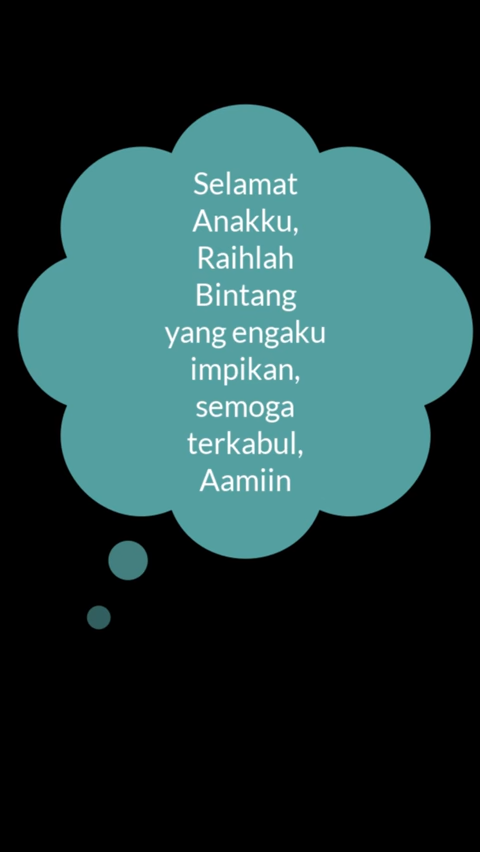 Selamat
Anakku,
Raihlah
Bintang
yang engaku
impikan,
semoga
terkabul,
Aamiin